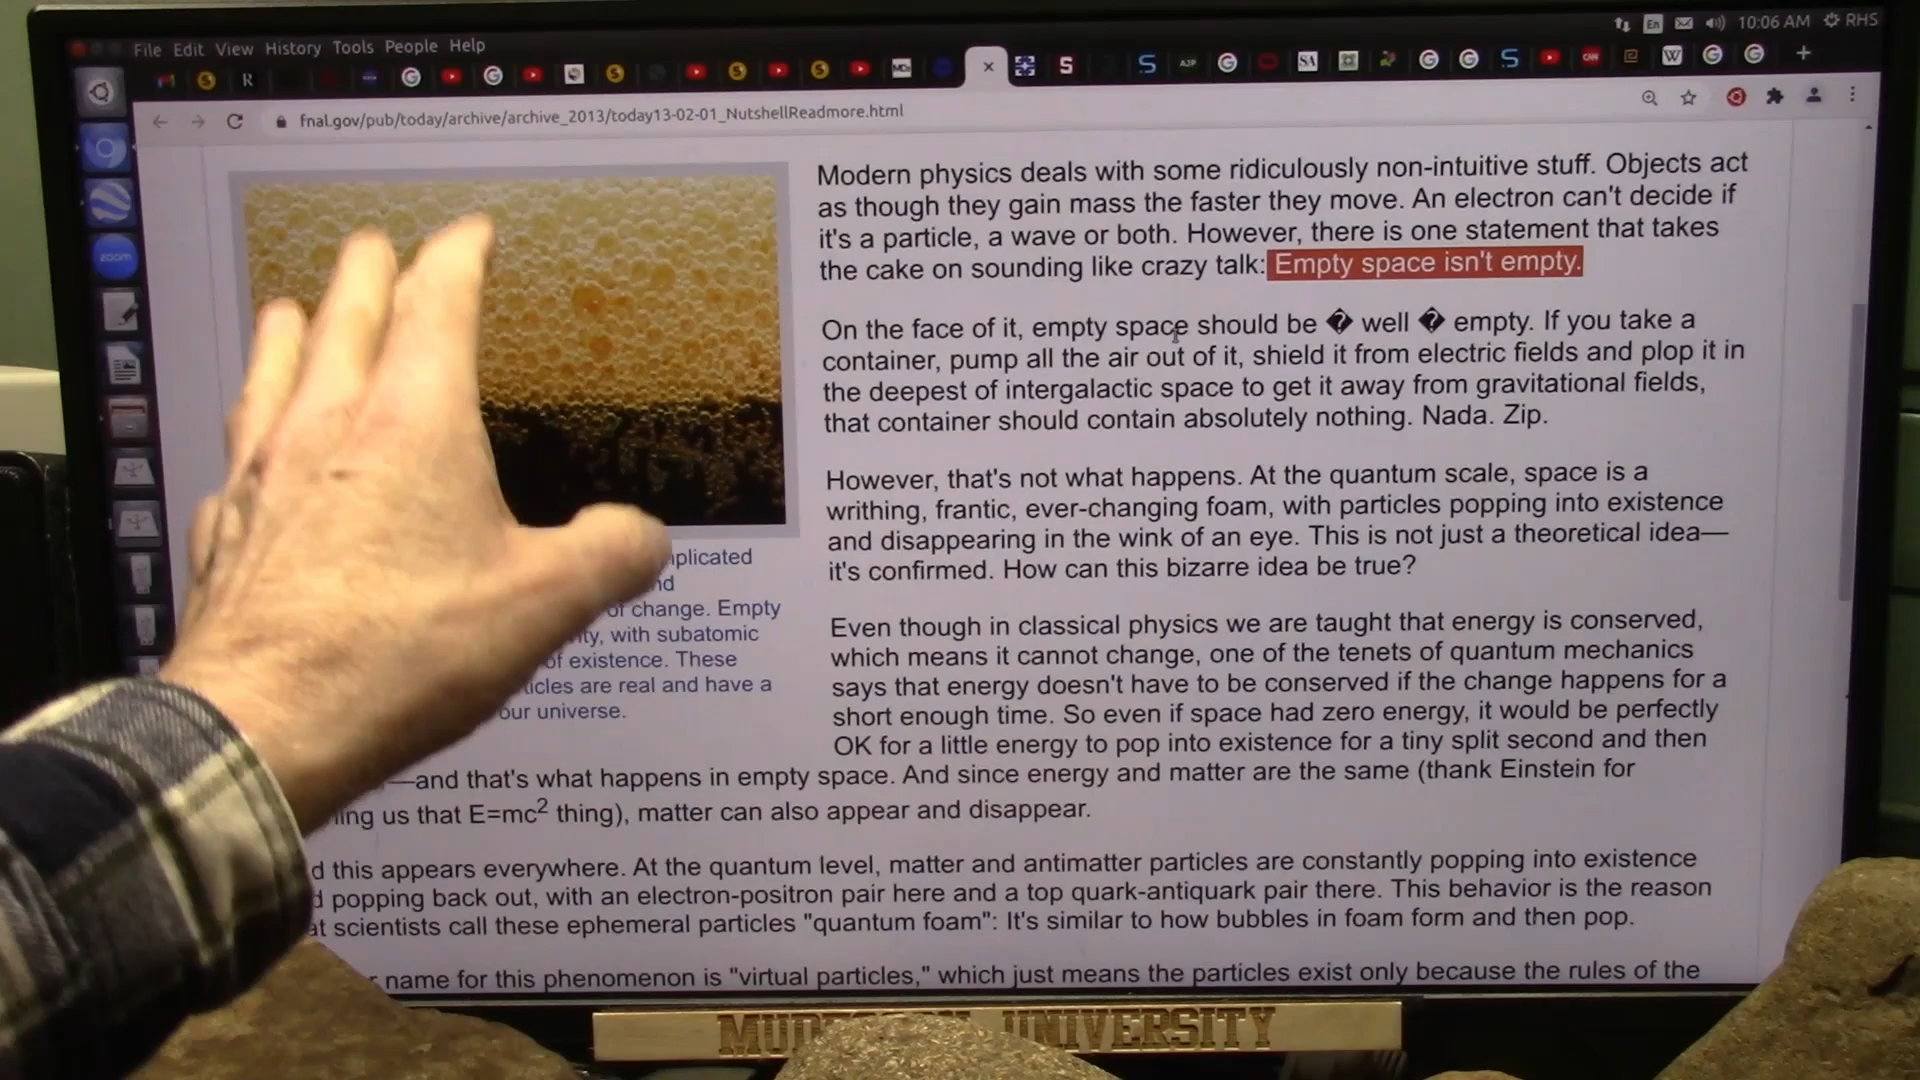 File Edit View History Tools People Help
En 10:06 AM RHS
fnal.gov/pub/today/archive/archive_2013/today13-02-01_NutshellReadmore.html
Modern physics deals with some ridiculously non-intuitive stuff. Objects act
as though they gain mass the faster they move. An electron can't decide if
it's a particle, a wave or both. However, there is one statement that takes
the cake on sounding like crazy talk: Empty space isn't empty.
On the face of it, empty space should be � well � empty. If you take a
container, pump all the air out of it, shield it from electric fields and plop it in
the deepest of intergalactic space to get it away from gravitational fields,
that container should contain absolutely nothing. Nada. Zip.
However, that's not what happens. At the quantum scale, space is a
writhing, frantic, ever-changing foam, with particles popping into existence
and disappearing in the wink of an eye. This is not just a theoretical idea—
it's confirmed. How can this bizarre idea be true?
Even though in classical physics we are taught that energy is conserved,
which means it cannot change, one of the tenets of quantum mechanics
says that energy doesn't have to be conserved if the change happens for a
short enough time. So even if space had zero energy, it would be perfectly
OK for a little energy to pop into existence for a tiny split second and then
—and that's what happens in empty space. And since energy and matter are the same (thank Einstein for
us that E=mc² thing), matter can also appear and disappear.
this appears everywhere. At the quantum level, matter and antimatter particles are constantly popping into existence
popping back out, with an electron-positron pair here and a top quark-antiquark pair there. This behavior is the reason
scientists call these ephemeral particles "quantum foam": It's similar to how bubbles in foam form and then pop.
name for this phenomenon is "virtual particles," which just means the particles exist only because the rules of the
of change. Empty
with subatomic
of existence. These
are real and have a
our universe.
zoom
UNIVERSITY